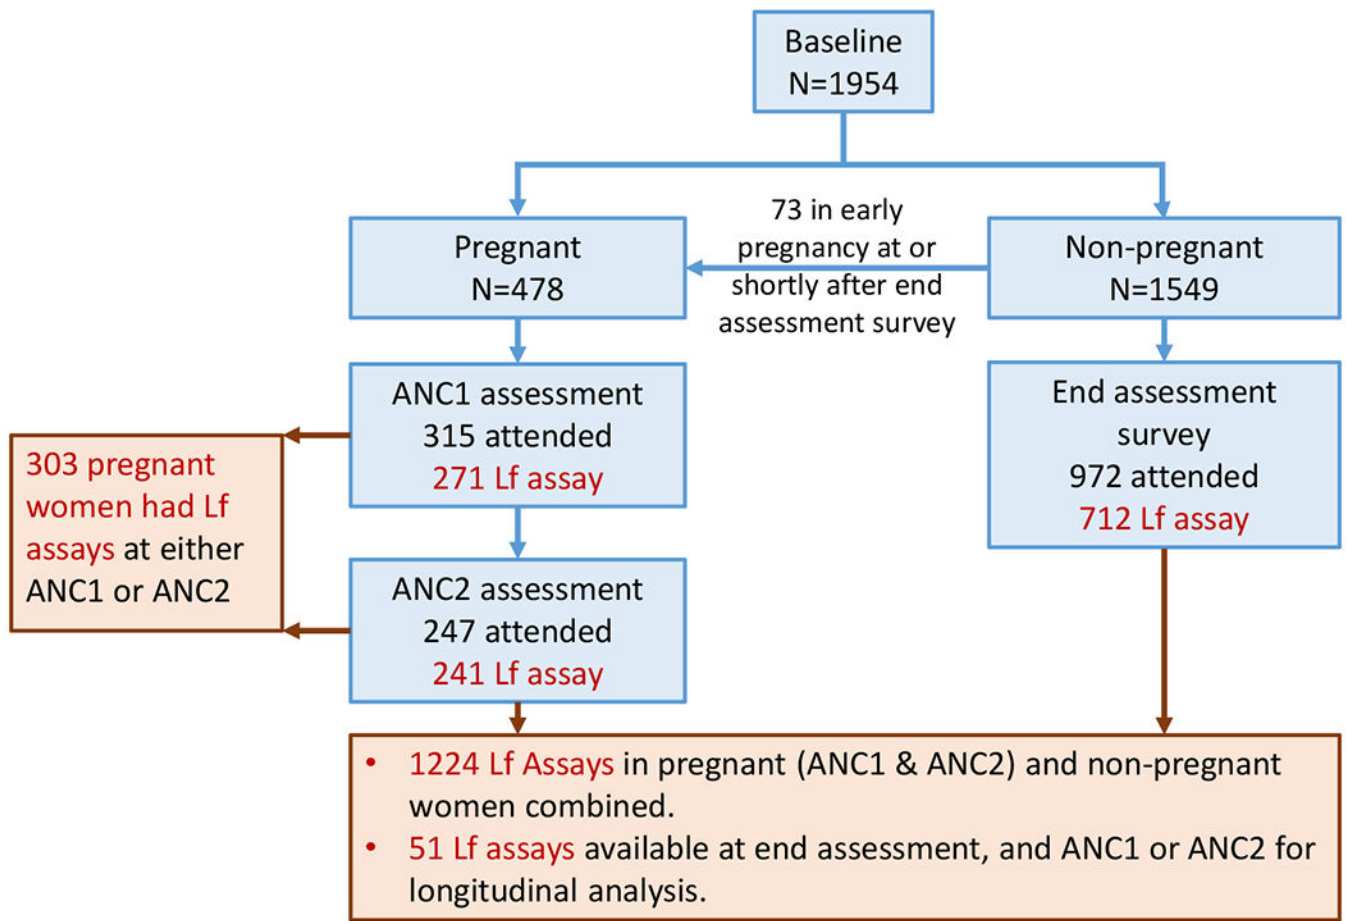 Baseline
N=1954
73 in early
pregnancy at or
shortly after end
assessment survey
Pregnant
N=478
Non-pregnant
N=1549
ANC1 assessment
315 attended
271 Lf assay
End assessment
survey
972 attended
712 Lf assay
303 pregnant
women had Lf
assays at either
ANC1 or ANC2
ANC2 assessment
247 attended
241 Lf assay
• 1224 Lf Assays in pregnant (ANC1 & ANC2) and non-pregnant
women combined.
• 51 Lf assays available at end assessment, and ANC1 or ANC2 for
longitudinal analysis.